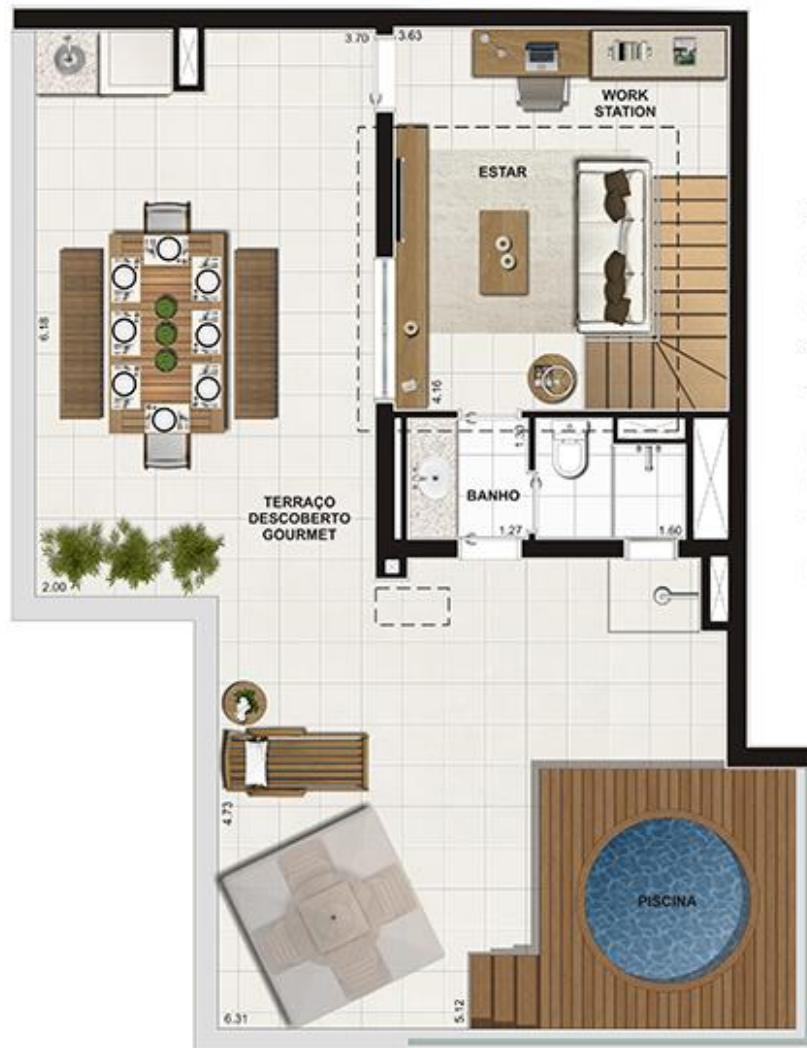 3.70
3.63
WORK
STATION
ESTAR
6.18
4.16
1.30
BANHO
1.27
1.60
TERRAÇO
DESCOBERTO
GOURMET
2.00
4.73
PISCINA
6.31
5.12